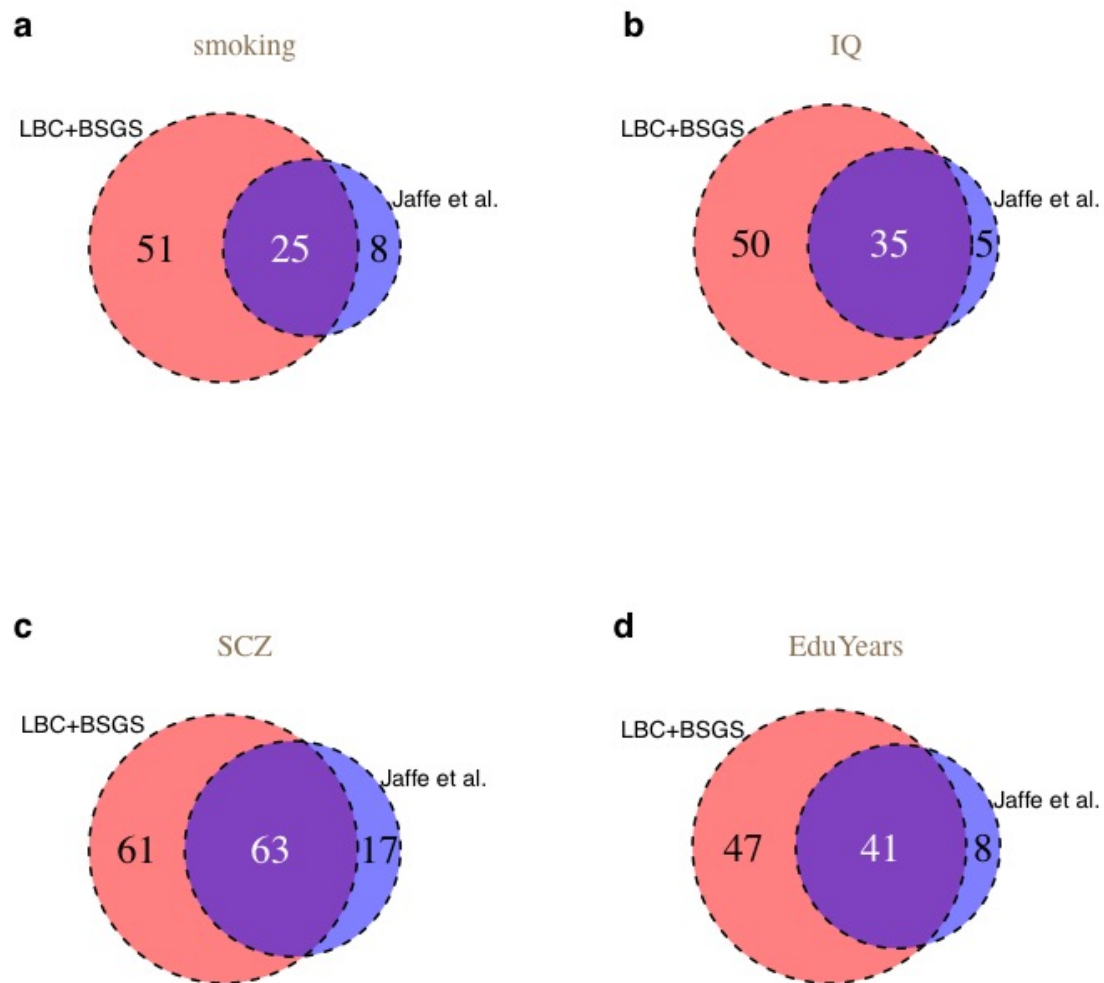 a
smoking
LBC+BSGS
Jaffe et al.
51
25
8
b
IQ
LBC+BSGS
Jaffe et al.
50
35
5
c
SCZ
LBC+BSGS
Jaffe et al.
61
63
17
d
EduYears
LBC+BSGS
Jaffe et al.
47
41
8